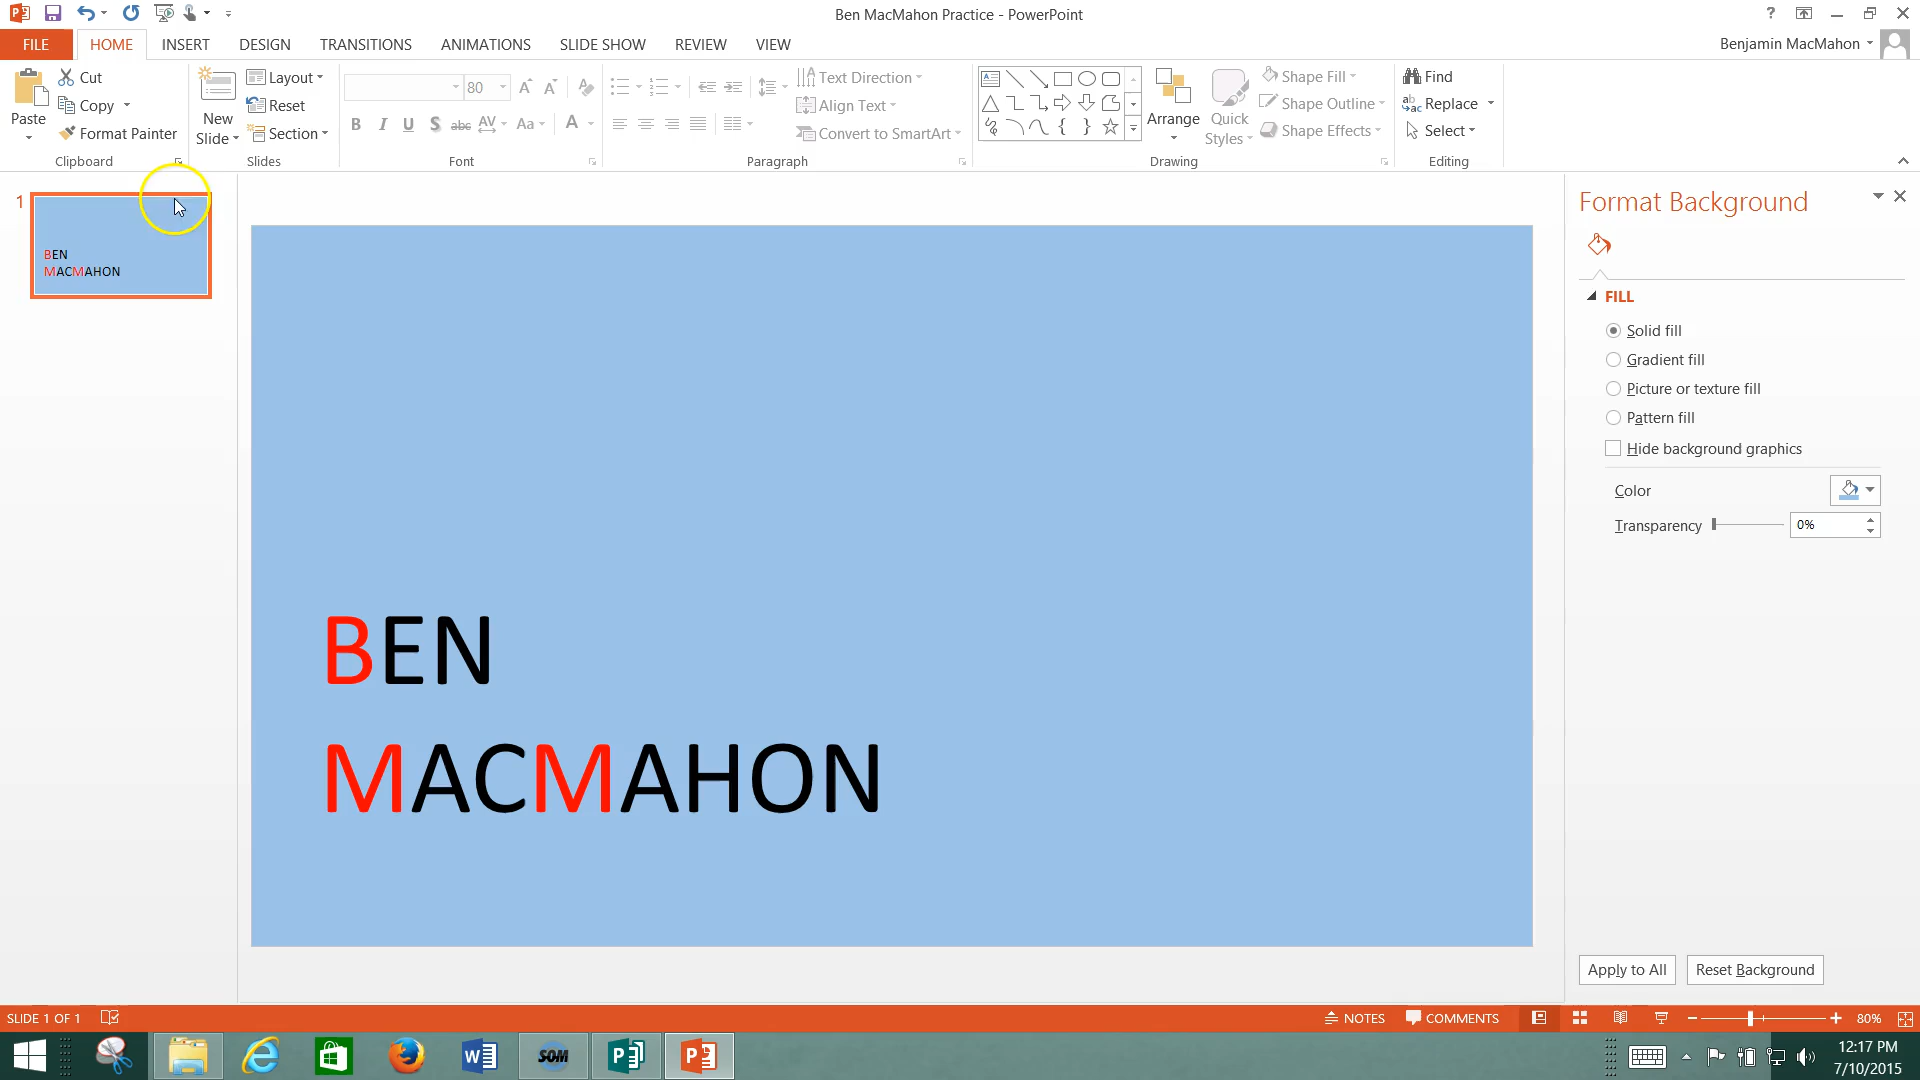 Ben MacMahon Practice - PowerPoint
FILE HOME INSERT DESIGN TRANSITIONS ANIMATIONS SLIDE SHOW REVIEW VIEW Benjamin MacMahon
Paste
Cut
Copy
Format Painter
Clipboard
New
Slide
Layout
Reset
Section
Slides
80
B I U S abc AV Aa A
Font
Text Direction
Align Text
Convert to SmartArt
Paragraph
Arrange
Quick
Styles
Shape Fill
Shape Outline
Shape Effects
Drawing
Find
Replace
Select
Editing
1
BEN
MACMAHON
BEN
MACMAHON
Format Background
FILL
Solid fill
Gradient fill
Picture or texture fill
Pattern fill
Hide background graphics
Color
Transparency 0%
Apply to All Reset Background
SLIDE 1 OF 1 NOTES COMMENTS 80%
SOM
12:17 PM
7/10/2015